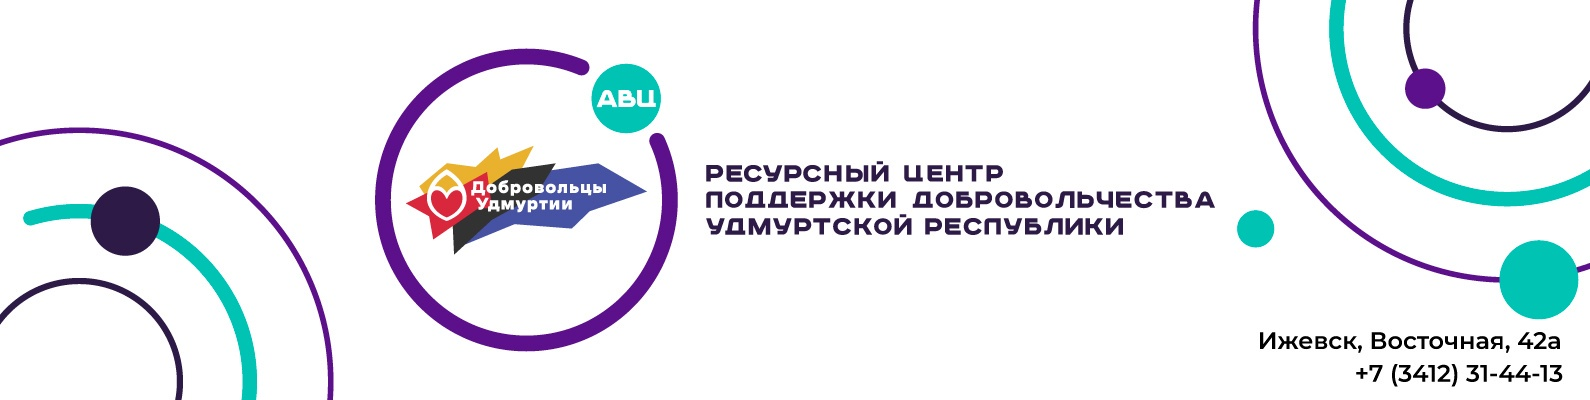 АВЦ
Добровольцы
Удмуртии
РЕСУРСНЫЙ ЦЕНТР
ПОДДЕРЖКИ ДОБРОВОЛЬЧЕСТВА
УДМУРТСКОЙ РЕСПУБЛИКИ
Ижевск, Восточная, 42а
+7 (3412) 31-44-13